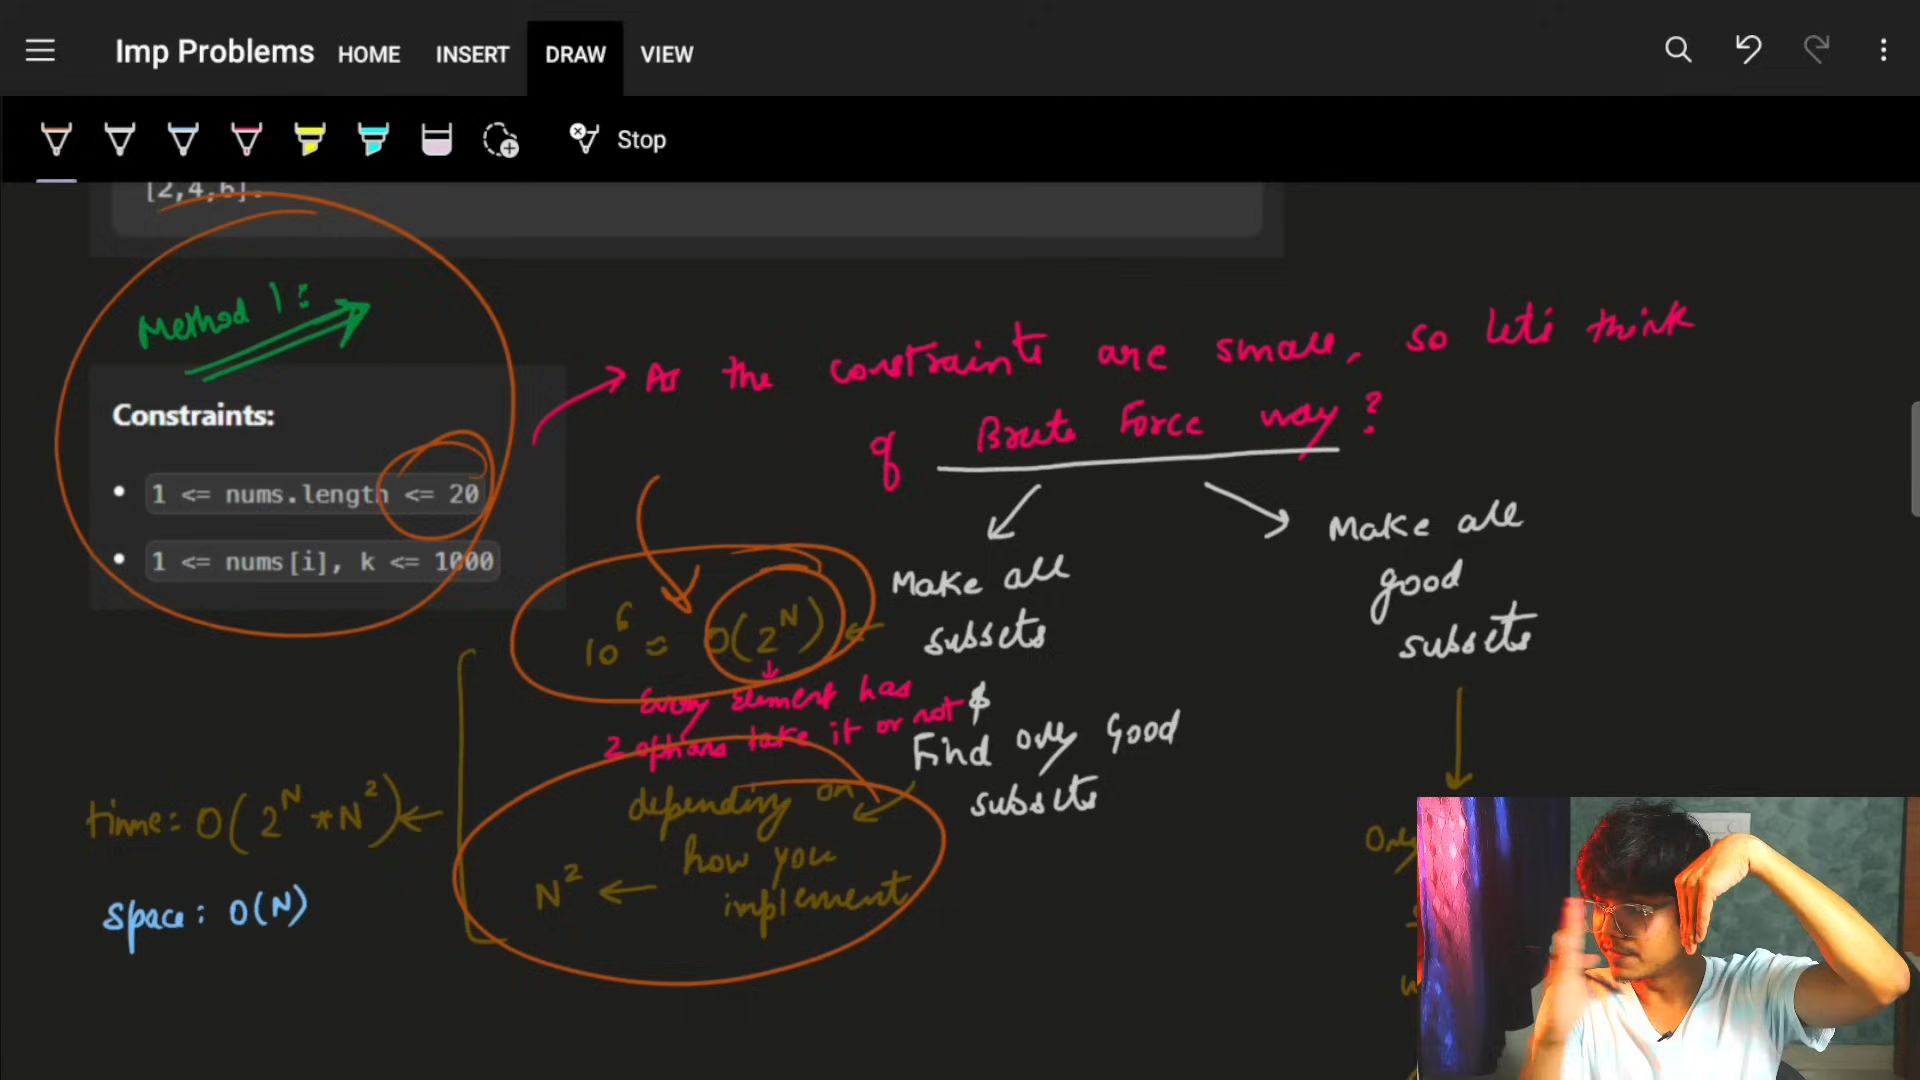 Imp Problems HOME INSERT DRAW VIEW
Stop
[2,4,6].
Method 1:
Constraints:
1 <= nums.length <= 20
1 <= nums[i], k <= 1000
As the constraints are small, so let's think
of Brute Force way?
Make all
subsets
&
Find only Good
subsets
Make all
good
subsets
10^6 ≈ O(2^N)
Every element has
2 options take it or not
depending on
how you
implement
N^2
time: O(2^N * N^2)
space: O(N)